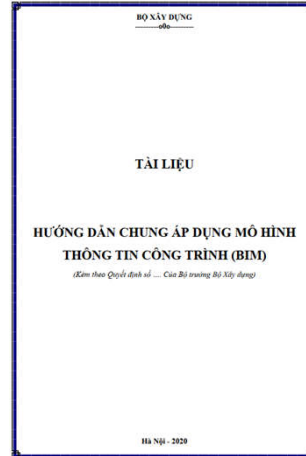 BỘ XÂY DỰNG
----------o0o----------
TÀI LIỆU
HƯỚNG DẪN CHUNG ÁP DỤNG MÔ HÌNH
THÔNG TIN CÔNG TRÌNH (BIM)
(Kèm theo Quyết định số .... Của Bộ trưởng Bộ Xây dựng)
Hà Nội - 2020